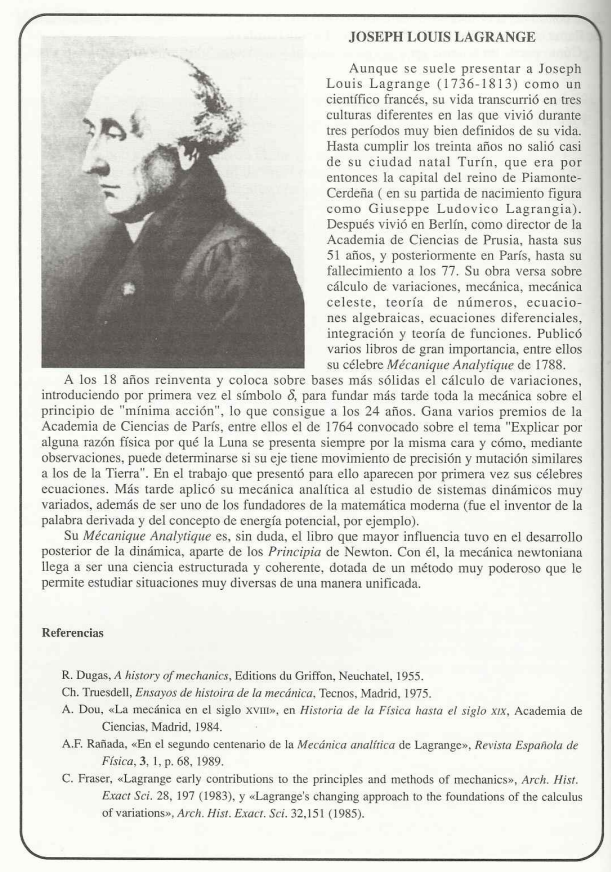 JOSEPH LOUIS LAGRANGE
Aunque se suele presentar a Joseph
Louis Lagrange (1736-1813) como un
científico francés, su vida transcurrió en tres
culturas diferentes en las que vivió durante
tres períodos muy bien definidos de su vida.
Hasta cumplir los treinta años no salió casi
de su ciudad natal Turín, que era por
entonces la capital del reino de Piamonte-
Cerdeña ( en su partida de nacimiento figura
como Giuseppe Ludovico Lagrangia).
Después vivió en Berlín, como director de la
Academia de Ciencias de Prusia, hasta sus
51 años, y posteriormente en París, hasta su
fallecimiento a los 77. Su obra versa sobre
cálculo de variaciones, mecánica, mecánica
celeste, teoría de números, ecuacio-
nes algebraicas, ecuaciones diferenciales,
integración y teoría de funciones. Publicó
varios libros de gran importancia, entre ellos
su célebre Mécanique Analytique de 1788.
A los 18 años reinventa y coloca sobre bases más sólidas el cálculo de variaciones,
introduciendo por primera vez el símbolo δ, para fundar más tarde toda la mecánica sobre el
principio de "mínima acción", lo que consigue a los 24 años. Gana varios premios de la
Academia de Ciencias de París, entre ellos el de 1764 convocado sobre el tema "Explicar por
alguna razón física por qué la Luna se presenta siempre por la misma cara y cómo, mediante
observaciones, puede determinarse si su eje tiene movimiento de precisión y mutación similares
a los de la Tierra". En el trabajo que presentó para ello aparecen por primera vez sus célebres
ecuaciones. Más tarde aplicó su mecánica analítica al estudio de sistemas dinámicos muy
variados, además de ser uno de los fundadores de la matemática moderna (fue el inventor de la
palabra derivada y del concepto de energía potencial, por ejemplo).
Su Mécanique Analytique es, sin duda, el libro que mayor influencia tuvo en el desarrollo
posterior de la dinámica, aparte de los Principia de Newton. Con él, la mecánica newtoniana
llega a ser una ciencia estructurada y coherente, dotada de un método muy poderoso que le
permite estudiar situaciones muy diversas de una manera unificada.
Referencias
R. Dugas, A history of mechanics, Editions du Griffon, Neuchatel, 1955.
Ch. Truesdell, Ensayos de histoira de la mecánica, Tecnos, Madrid, 1975.
A. Dou, «La mecánica en el siglo XVIII», en Historia de la Física hasta el siglo XIX, Academia de
Ciencias, Madrid, 1984.
A.F. Rañada, «En el segundo centenario de la Mecánica analítica de Lagrange», Revista Española de
Física, 3, 1, p. 68, 1989.
C. Fraser, «Lagrange early contributions to the principles and methods of mechanics», Arch. Hist.
Exact Sci. 28, 197 (1983), y «Lagrange's changing approach to the foundations of the calculus
of variations», Arch. Hist. Exact. Sci. 32,151 (1985).